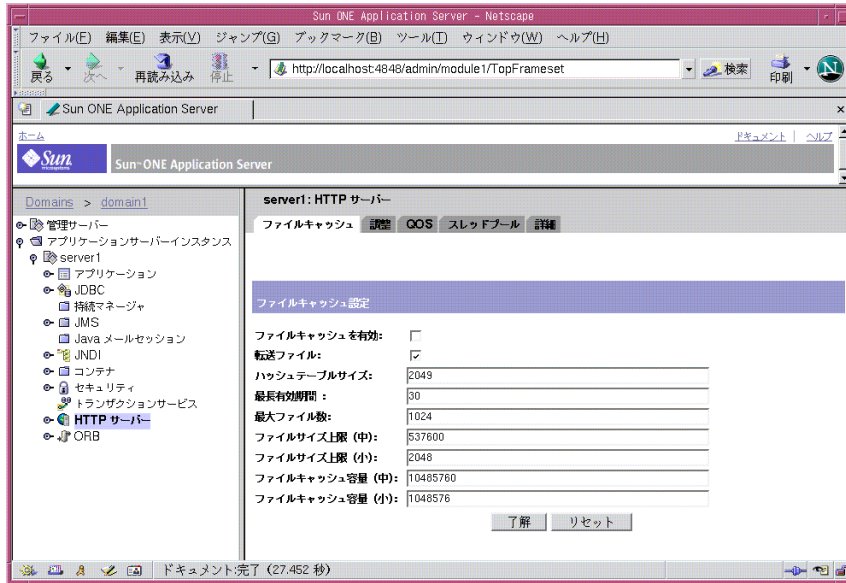 Sun ONE Application Server - Netscape
ファイル(F) 編集(E) 表示(V) ジャンプ(G) ブックマーク(B) ツール(T) ウィンドウ(W) ヘルプ(H)
戻る 次へ 再読み込み 停止 http://localhost:4848/admin/module1/TopFrameset 検索 印刷 N
Sun ONE Application Server
ホーム ドキュメント | ヘルプ
Sun microsystems Sun-ONE Application Server
Domains > domain1
管理サーバー
アプリケーションサーバーインスタンス
server1
アプリケーション
JDBC
持続マネージャ
JMS
Java メールセッション
JNDI
コンテナ
セキュリティ
トランザクションサービス
HTTP サーバー
ORB
server1: HTTP サーバー
ファイルキャッシュ 調整 QOS スレッドプール 詳細
ファイルキャッシュ設定
ファイルキャッシュを有効:
転送ファイル:
ハッシュテーブルサイズ: 2049
最長有効期間 : 30
最大ファイル数: 1024
ファイルサイズ上限 (中): 537600
ファイルサイズ上限 (小): 2048
ファイルキャッシュ容量 (中): 10485760
ファイルキャッシュ容量 (小): 1048576
了解 リセット
ドキュメント:完了 (27.452 秒)